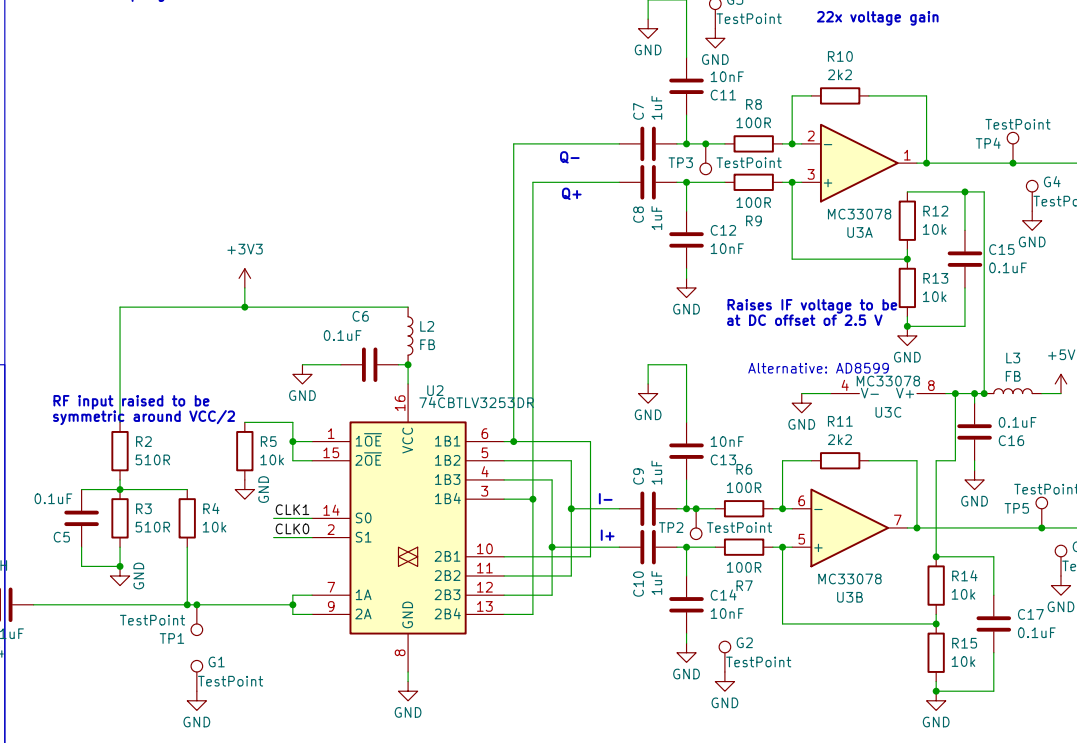 TestPoint
GND
GND
22x voltage gain
R10
2k2
10nF
C11
C7
1uF
R8
100R
Q-
TP3
TestPoint
2
-
1
TestPoint
TP4
Q+
C8
1uF
100R
R9
3
+
MC33078
U3A
G4
GND
R12
10k
C12
10nF
GND
C15
0.1uF
R13
10k
Raises IF voltage to be
at DC offset of 2.5 V
GND
+3V3
C6
0.1uF
L2
FB
GND
Alternative: AD8599
L3
FB
+5V
4
V-
MC33078
V+
8
U3C
GND
GND
U2
74CBTLV3253DR
16
RF input raised to be
symmetric around VCC/2
R2
510R
R5
10k
GND
1
1OE
15
2OE
VCC
1B1
6
1B2
5
1B3
4
1B4
3
0.1uF
C5
R3
510R
R4
10k
CLK1
14
S0
CLK0
2
S1
GND
2B1
10
2B2
11
2B3
12
2B4
13
7
1A
9
2A
GND
8
GND
1uF
TestPoint
TP1
G1
TestPoint
GND
10nF
C13
C9
1uF
R6
100R
I-
TP2
TestPoint
R11
2k2
6
-
7
0.1uF
C16
GND
TestPoint
TP5
I+
C10
1uF
100R
R7
5
+
MC33078
U3B
C14
10nF
GND
G2
TestPoint
GND
R14
10k
C17
0.1uF
R15
10k
GND
GND